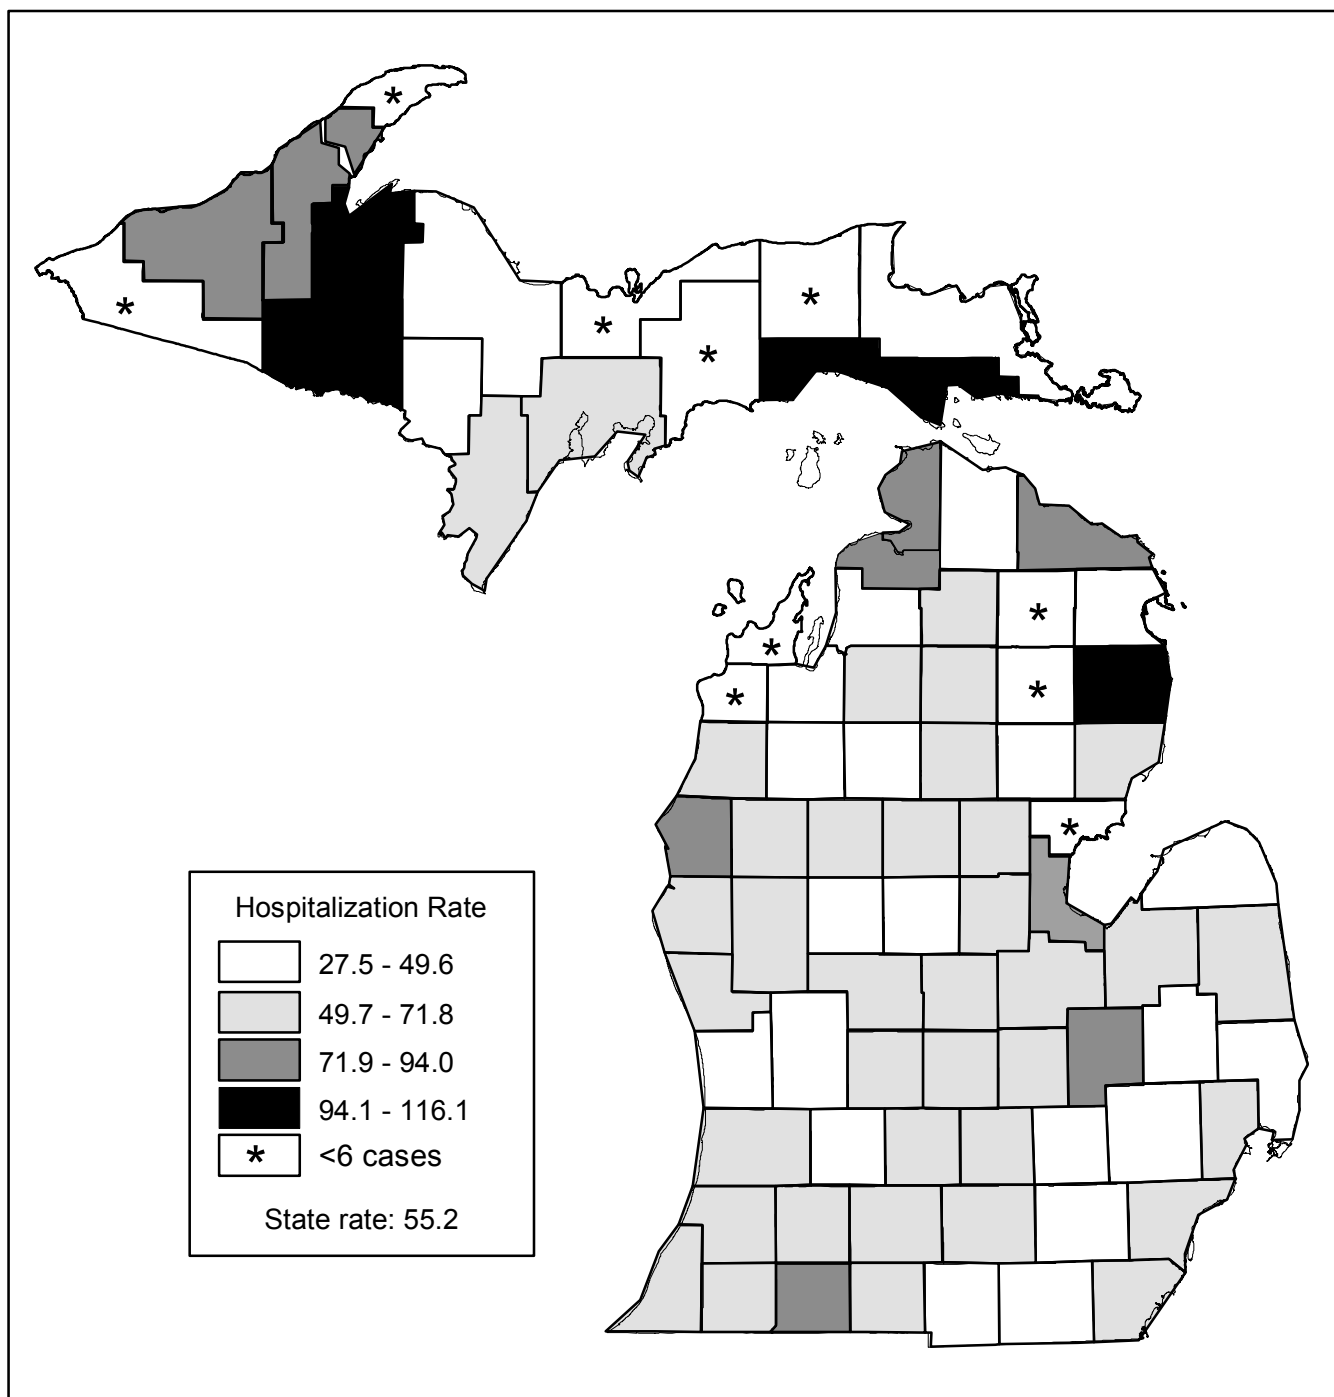 *
*
*
*
*
*
*
*
*
*
Hospitalization Rate
27.5 - 49.6
49.7 - 71.8
71.9 - 94.0
94.1 - 116.1
* <6 cases
State rate: 55.2